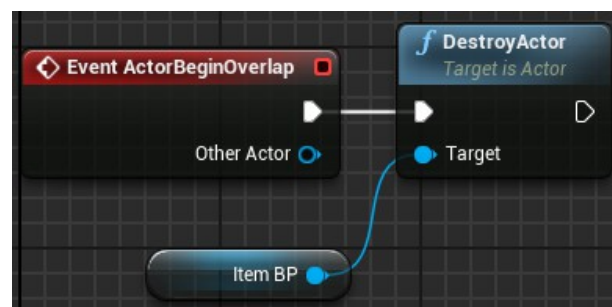 Event ActorBeginOverlap
Other Actor
f DestroyActor
Target is Actor
Target
Item BP